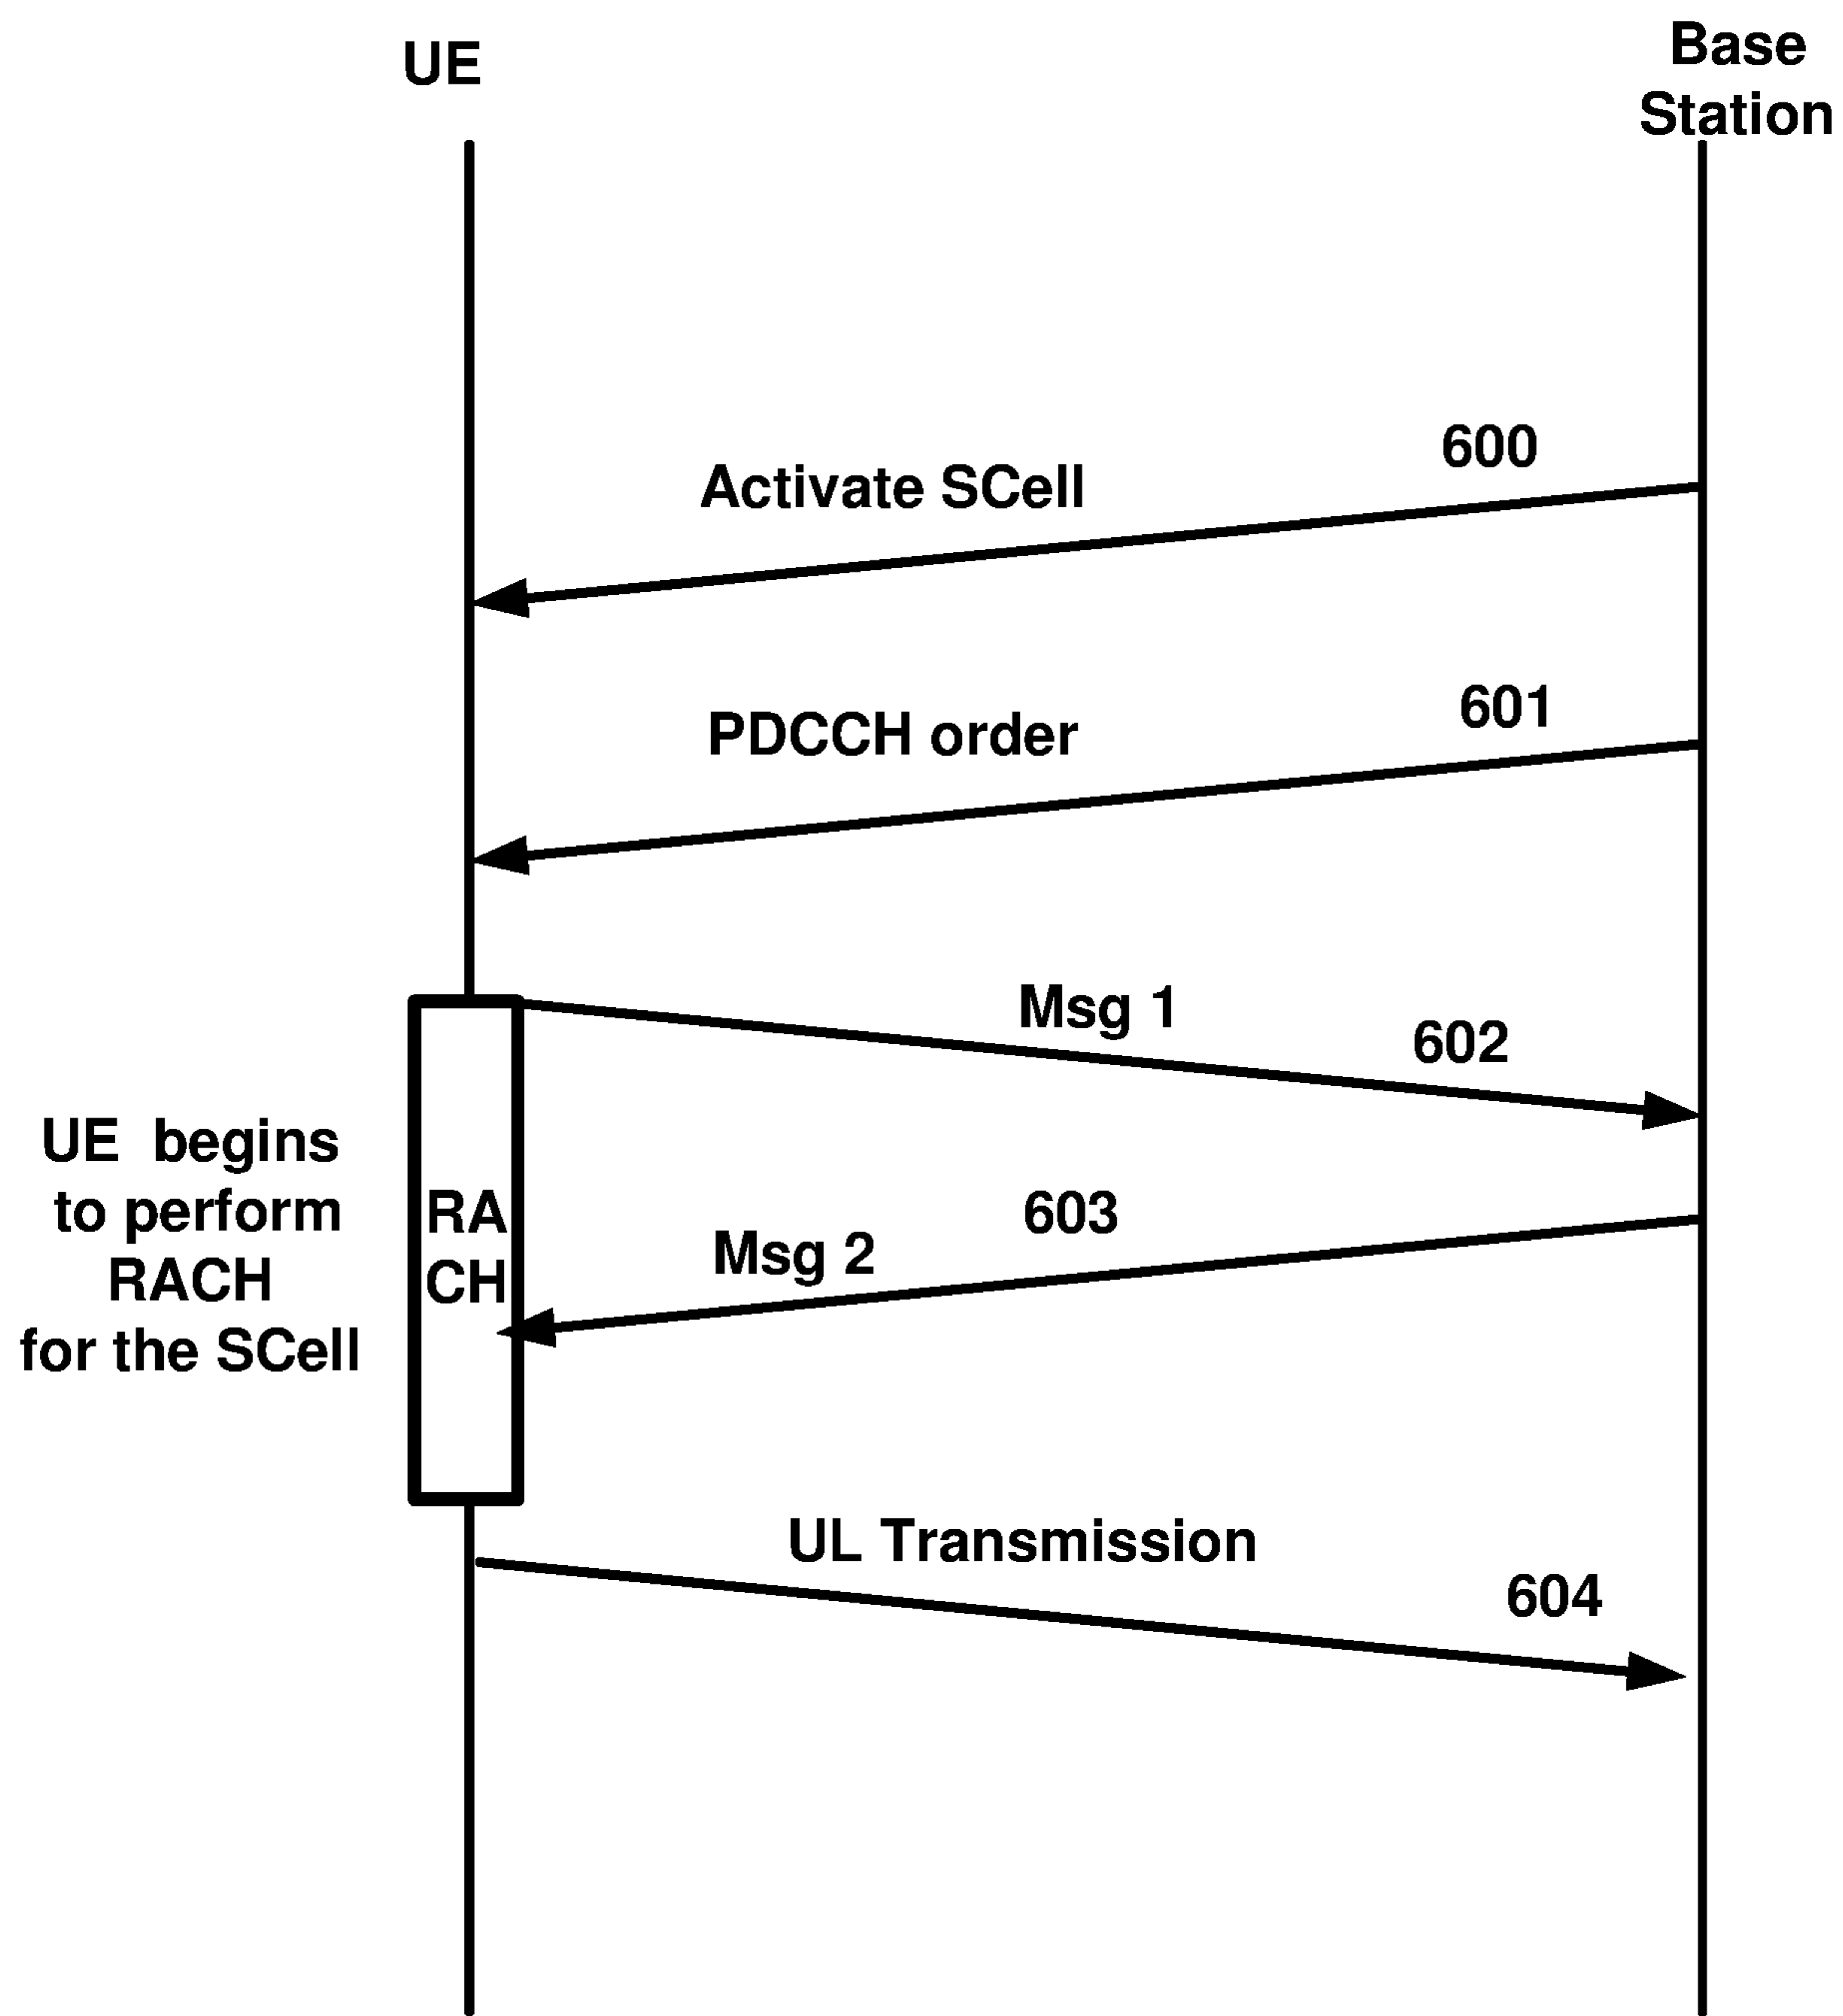 UE
Base
Station
600
Activate SCell
601
PDCCH order
Msg 1
602
UE begins
to perform
RACH
for the SCell
RA
CH
603
Msg 2
UL Transmission
604